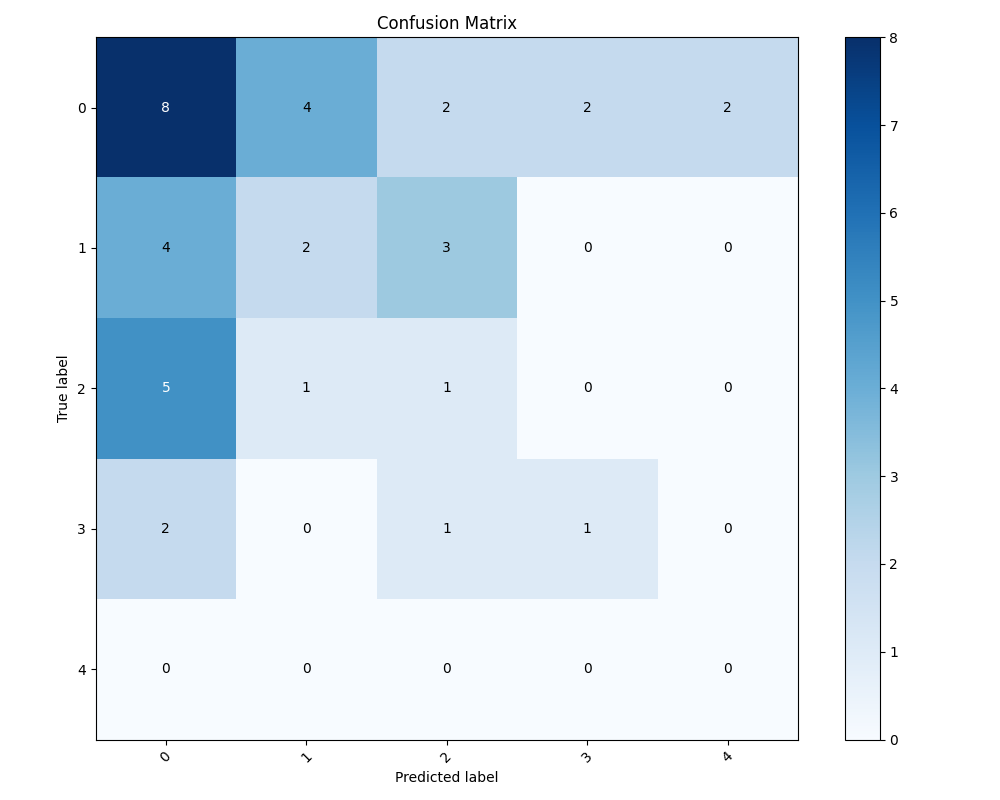 Confusion Matrix
0 8 4 2 2 2
1 4 2 3 0 0
2 5 1 1 0 0
3 2 0 1 1 0
4 0 0 0 0 0
0 1 2 3 4
True label
Predicted label
8
7
6
5
4
3
2
1
0